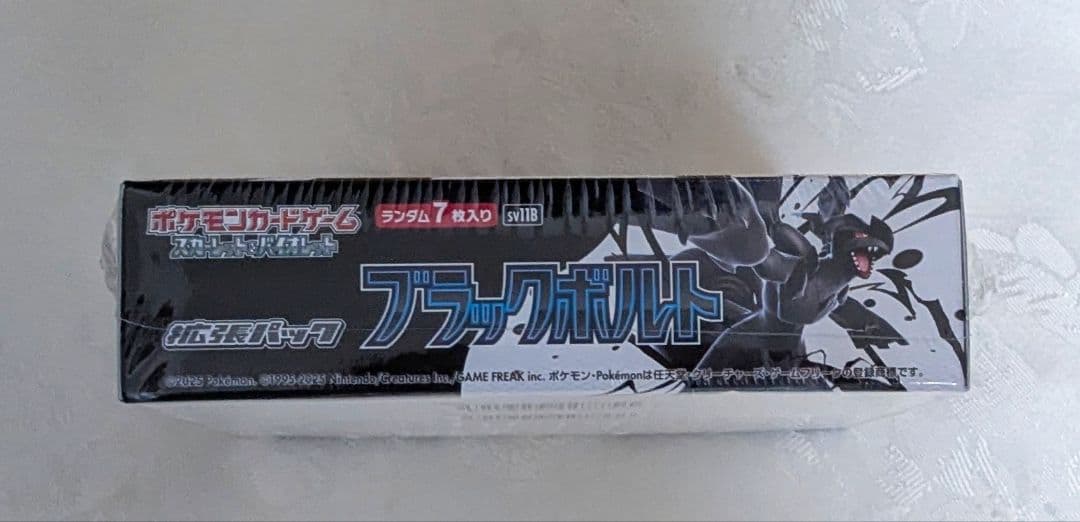 ポケモンカードゲーム
スカーレット&バイオレット
ランダム7枚入り
sv11B
ブラックボルト
拡張パック
©2025 Pokémon. ©1995-2025 Nintendo/Creatures Inc./GAME FREAK inc. ポケモン・Pokémonは任天堂・クリーチャーズ・ゲームフリークの登録商標です。